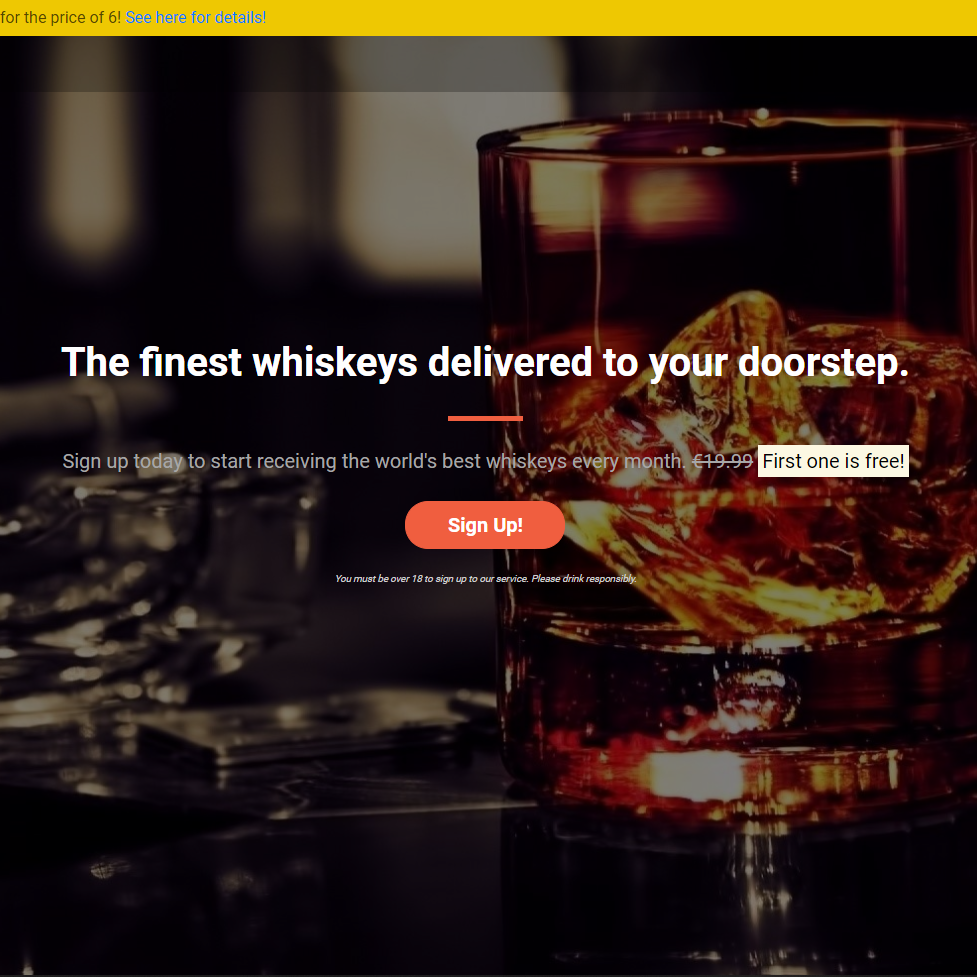 for the price of 6! See here for details!
The finest whiskeys delivered to your doorstep.
Sign up today to start receiving the world's best whiskeys every month. €19.99 First one is free!
Sign Up!
You must be over 18 to sign up to our service. Please drink responsibly.